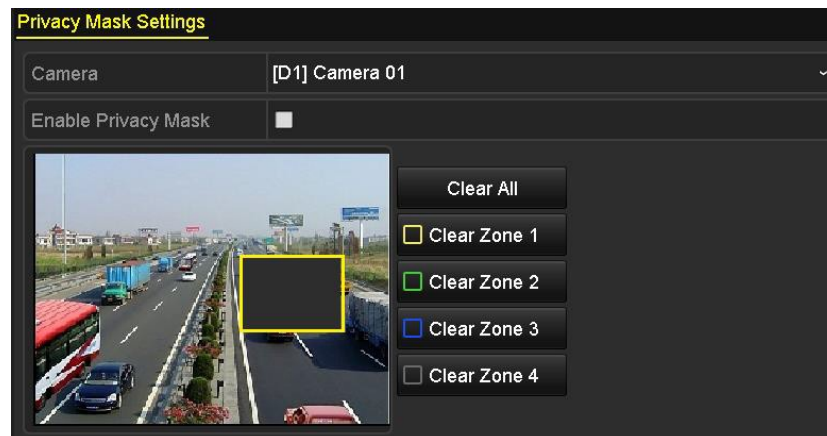 Privacy Mask Settings
Camera [D1] Camera 01
Enable Privacy Mask
Clear All
Clear Zone 1
Clear Zone 2
Clear Zone 3
Clear Zone 4